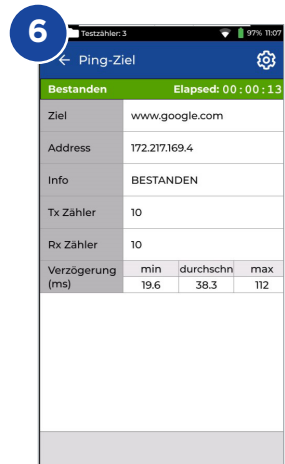 6
Testzähler: 3 97% 11:07
← Ping-Ziel
Bestanden Elapsed: 00:00:13
Ziel www.google.com
Address 172.217.169.4
Info BESTANDEN
Tx Zähler 10
Rx Zähler 10
Verzögerung (ms) min durchschn max
19.6 38.3 112